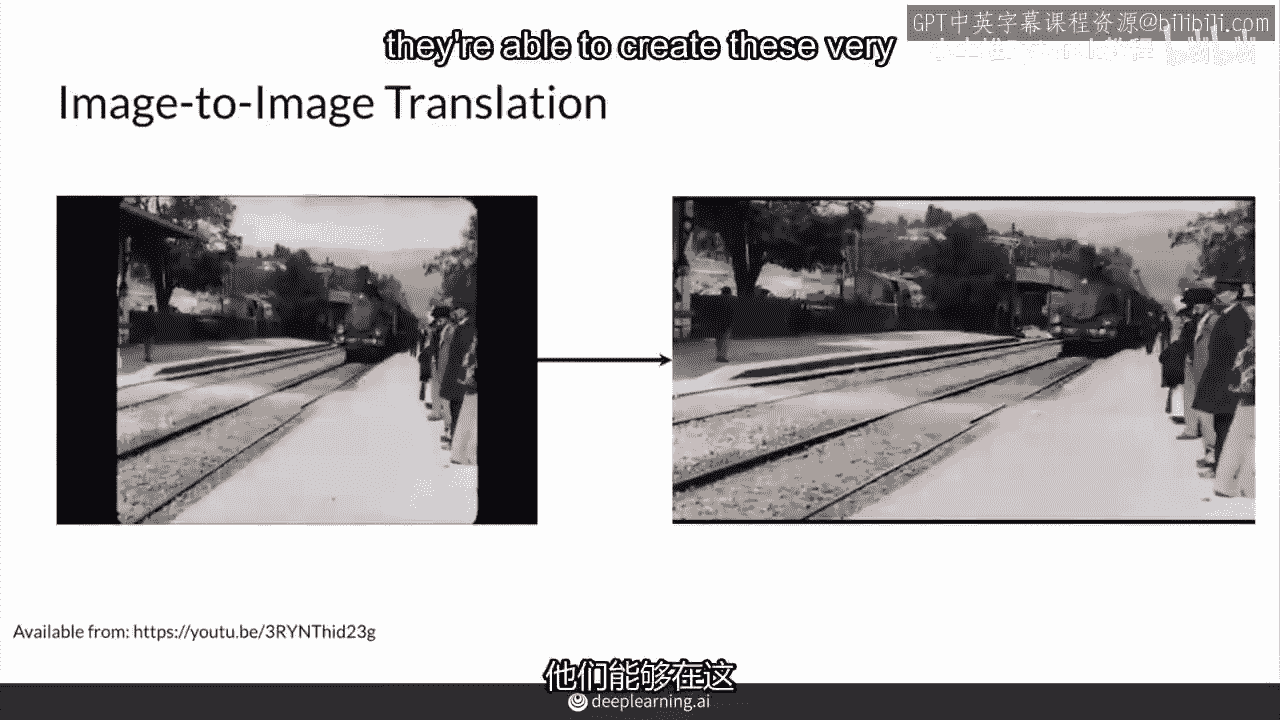 GPT中英字幕课程资源@bilibili.com
they're able to create these very
Image-to-Image Translation
Available from: https://youtu.be/3RYNThid23g
他们能够在这
deeplearning.ai